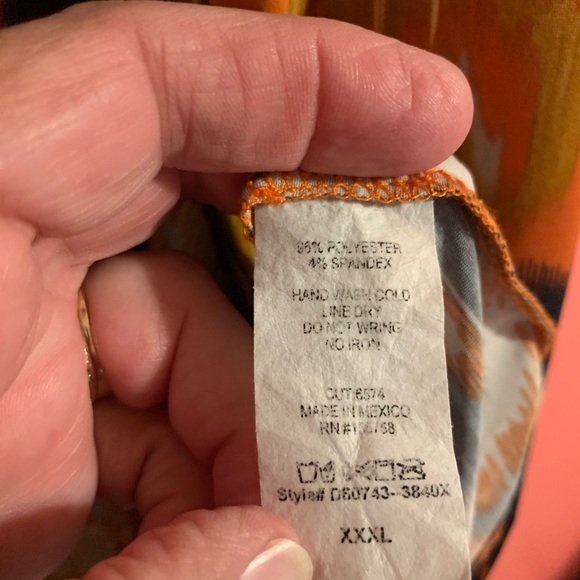 96% POLYESTER
4% SPANDEX
HAND WASH COLD
LINE DRY
DO NOT WRING
NO IRON
CUT 6574
MADE IN MEXICO
Style# D80743--3840X
XXXL